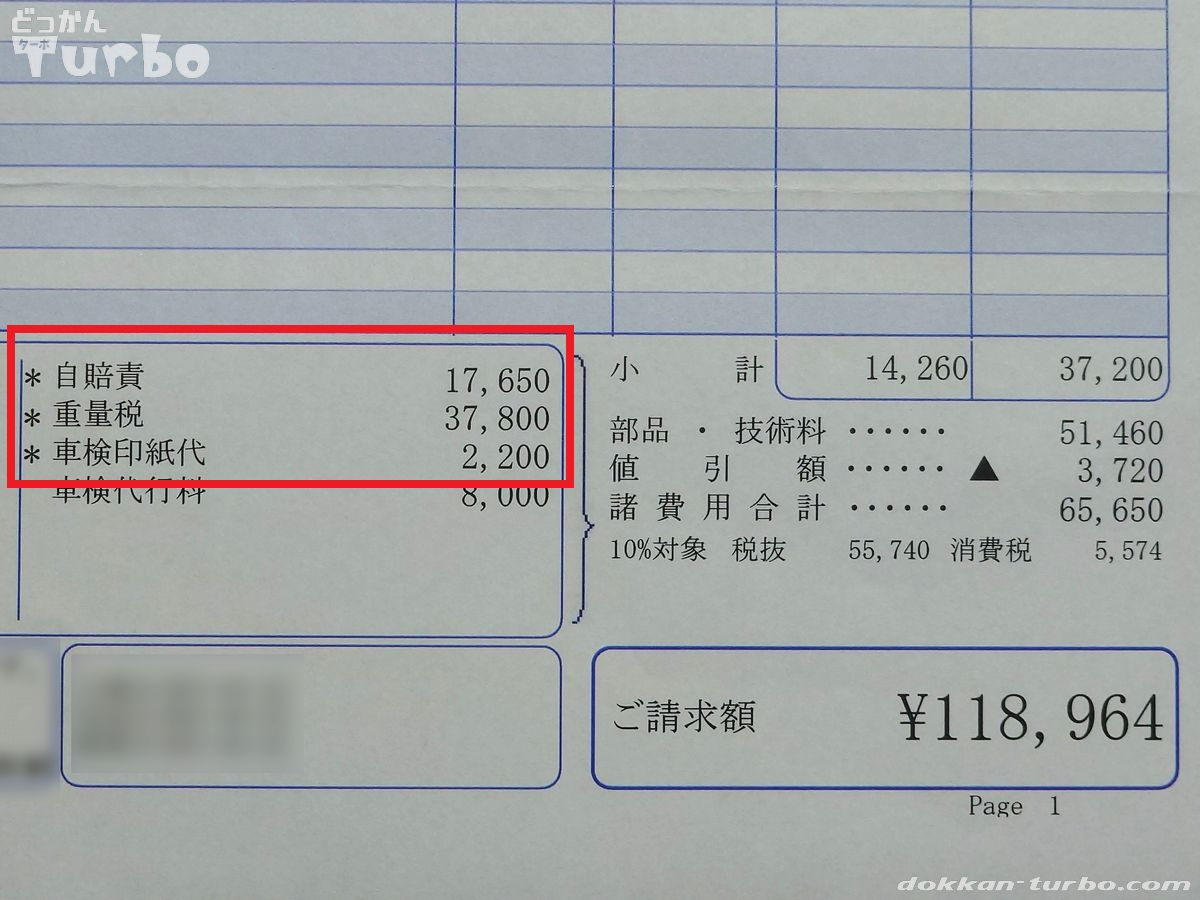 どっかん
ターボ
Turbo
*自賠責 17,650
*重量税 37,800
*車検印紙代 2,200
車検代行料 8,000
小計 14,260 37,200
部品・技術料 ‥‥‥ 51,460
値引額 ‥‥‥ ▲ 3,720
諸費用合計 ‥‥‥ 65,650
10%対象 税抜 55,740 消費税 5,574
ご請求額 ¥118,964
Page 1
dokkan-turbo.com